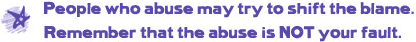 People who abuse may try to shift the blame.
Remember that the abuse is NOT your fault.